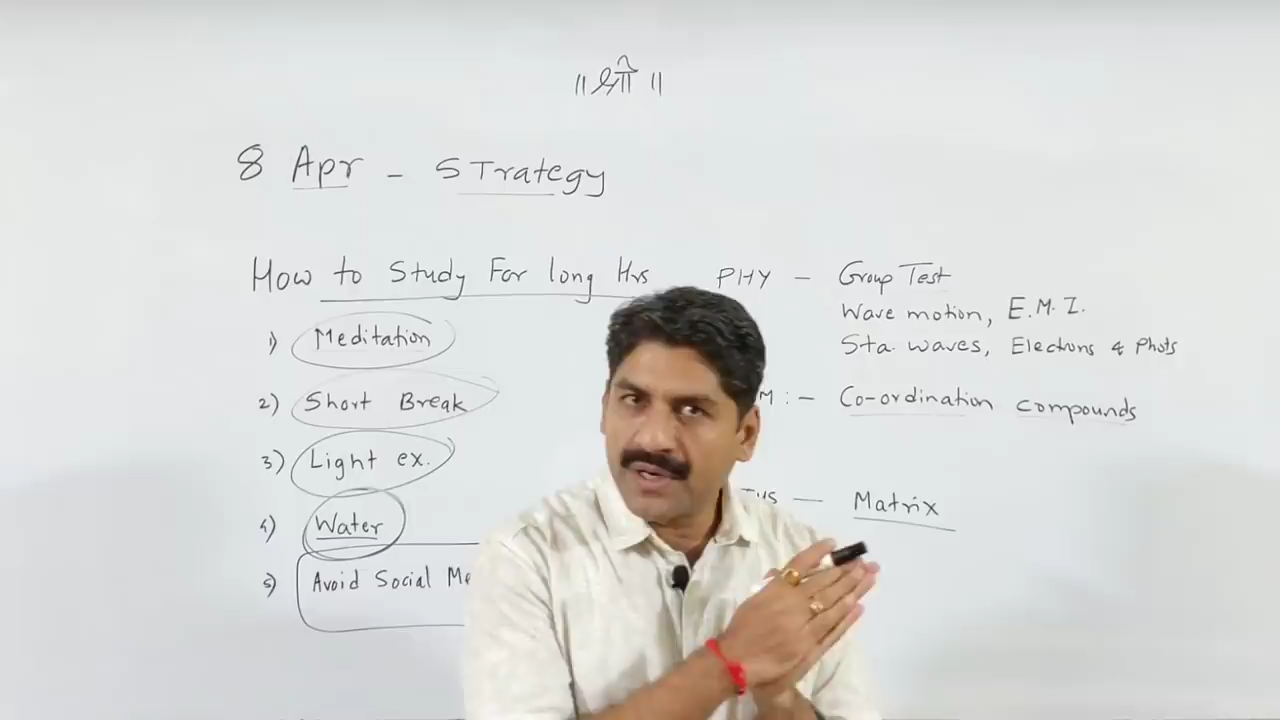 ॥ श्री ॥
8 Apr - STrategy
How to Study For long Hrs
1) Meditation
2) Short Break
3) Light ex.
4) Water
5) Avoid Social
PHY - Group Test
Wave motion, E.M.I.
Sta. waves, Electrons & Phots
M :- Co-ordination compounds
— Matrix